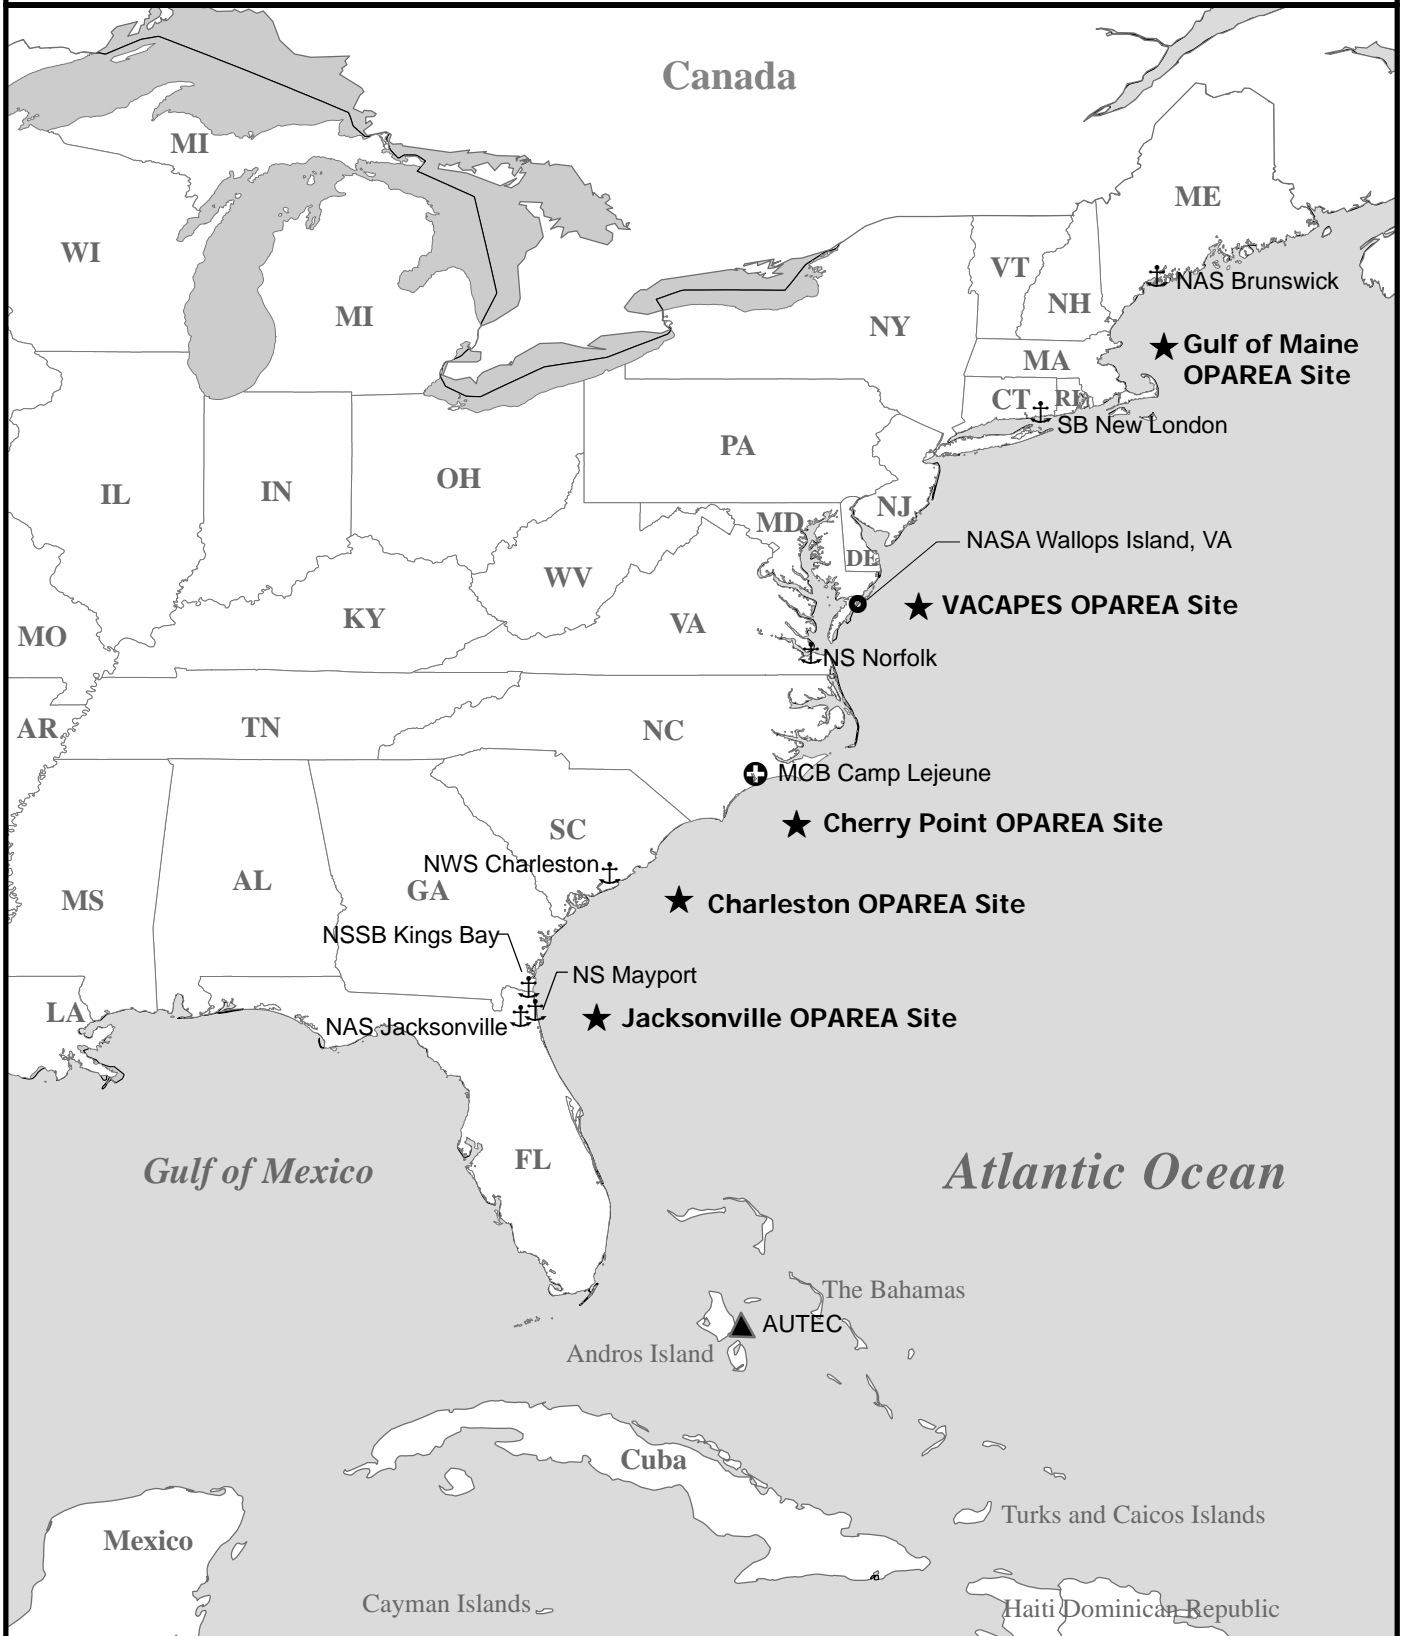 Canada
MI
ME
WI
VT
NAS Brunswick
NH
MI
NY
Gulf of Maine
OPAREA Site
MA
CT
RI
SB New London
PA
OH
IN
IL
NJ
MD
NASA Wallops Island, VA
DE
WV
VACAPES OPAREA Site
KY
VA
MO
NS Norfolk
AR
TN
NC
MCB Camp Lejeune
Cherry Point OPAREA Site
SC
NWS Charleston
AL
GA
MS
Charleston OPAREA Site
NSSB Kings Bay
NS Mayport
LA
NAS Jacksonville
Jacksonville OPAREA Site
FL
Gulf of Mexico
Atlantic Ocean
The Bahamas
AUTEC
Andros Island
Cuba
Turks and Caicos Islands
Mexico
Cayman Islands
Haiti
Dominican Republic